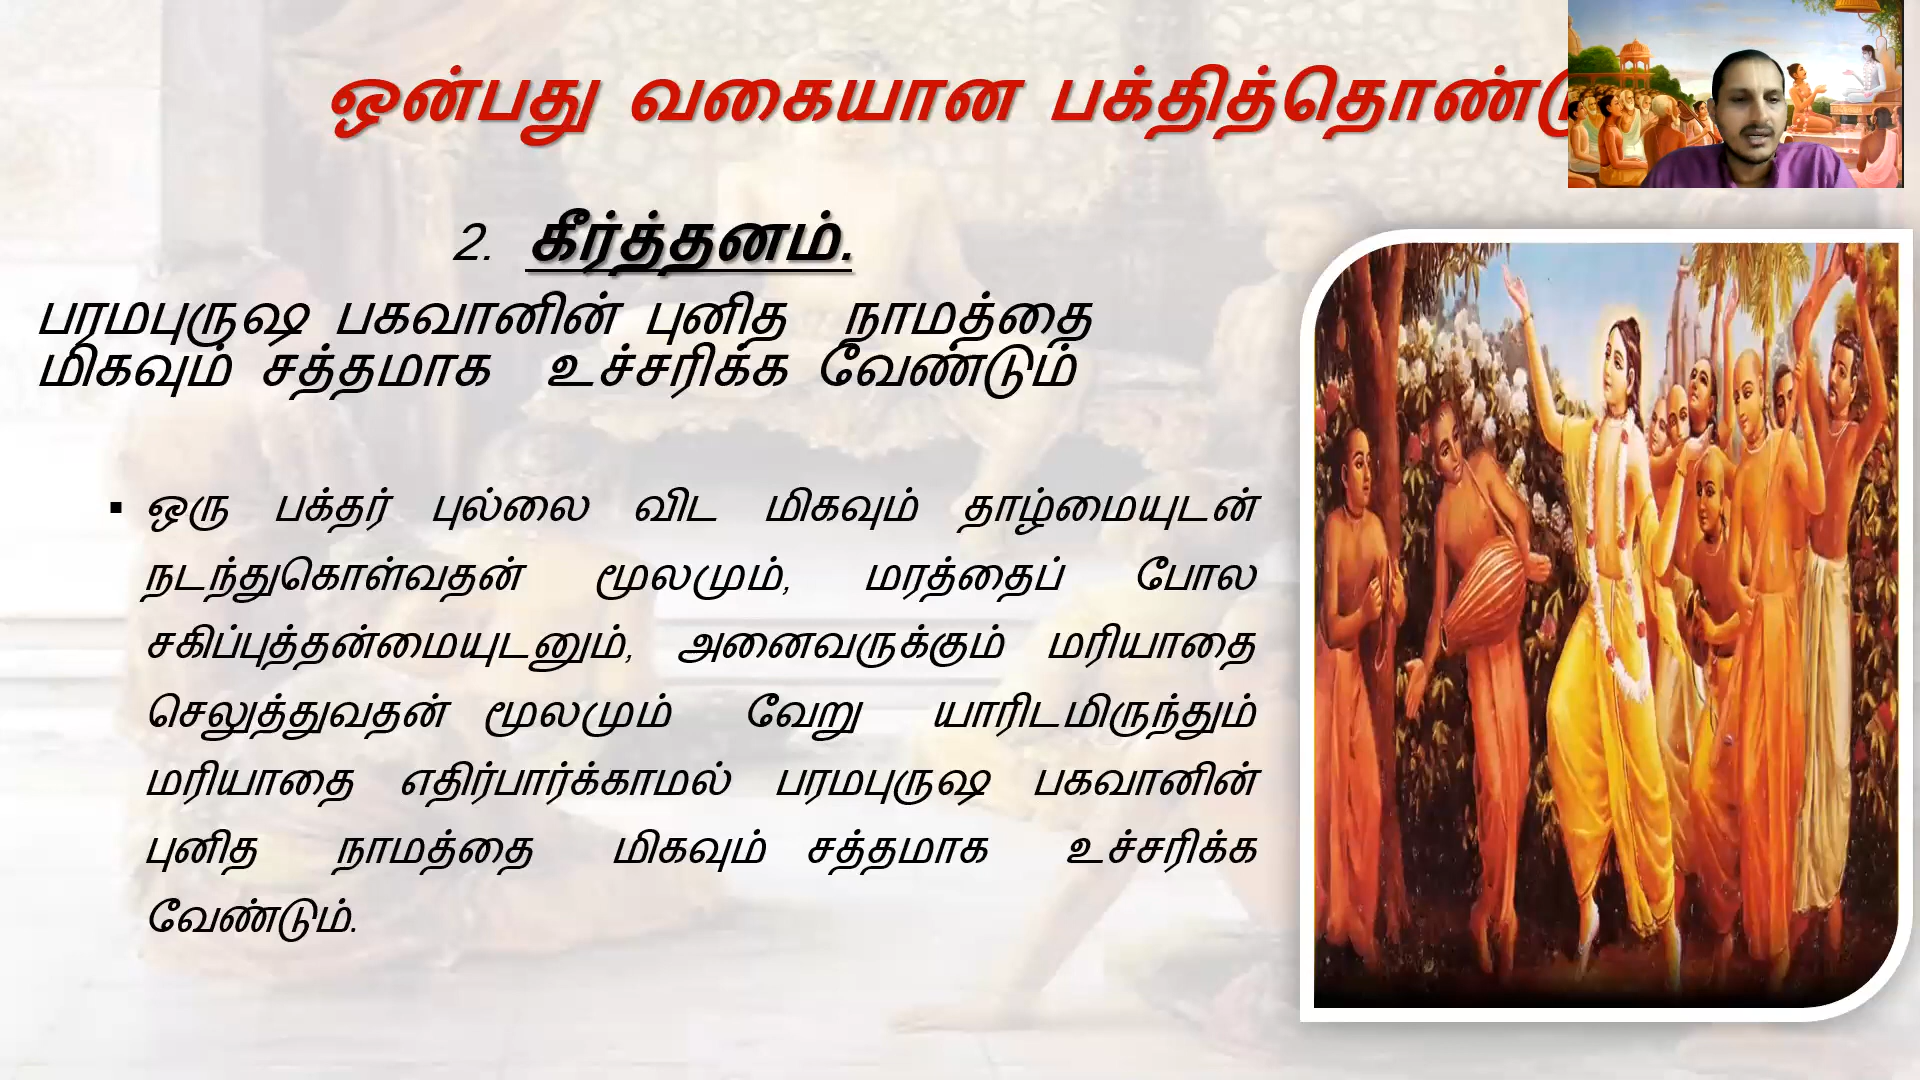 ஒன்பது வகையான பக்தித்தொண்டு
2. கீர்த்தனம்.
பரமபுருஷ பகவானின் புனித நாமத்தை
மிகவும் சத்தமாக உச்சரிக்க வேண்டும்
▪ ஒரு பக்தர் புல்லை விட மிகவும் தாழ்மையுடன்
நடந்துகொள்வதன் மூலமும், மரத்தைப் போல
சகிப்புத்தன்மையுடனும், அனைவருக்கும் மரியாதை
செலுத்துவதன் மூலமும் வேறு யாரிடமிருந்தும்
மரியாதை எதிர்பார்க்காமல் பரமபுருஷ பகவானின்
புனித நாமத்தை மிகவும் சத்தமாக உச்சரிக்க
வேண்டும்.